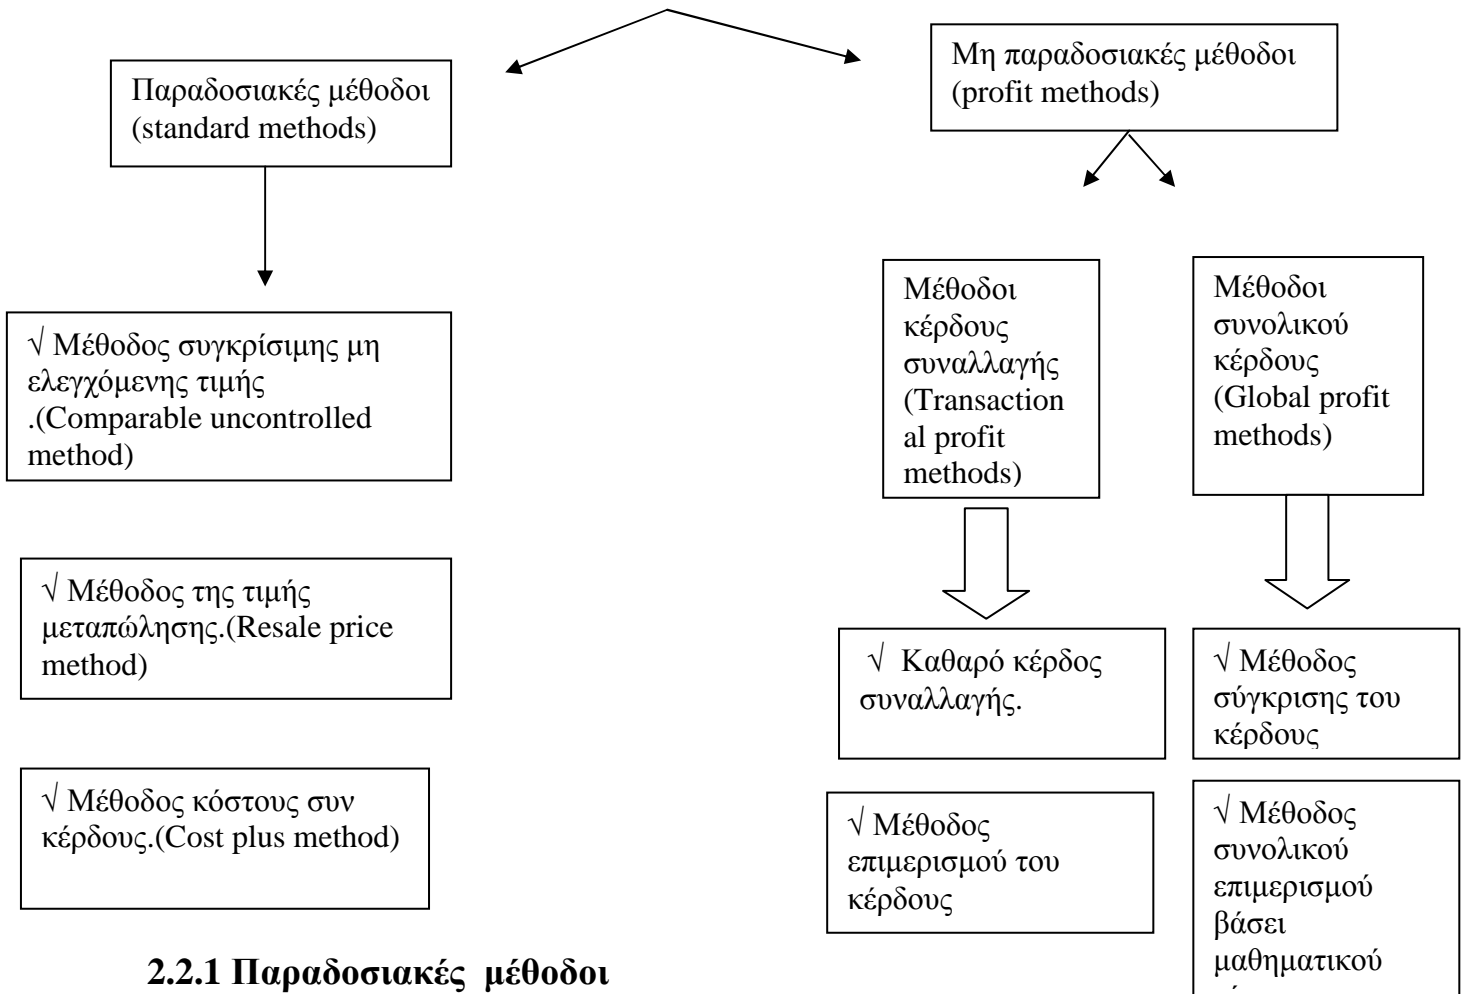 Παραδοσιακές μέθοδοι
(standard methods)
Μη παραδοσιακές μέθοδοι
(profit methods)
√ Μέθοδος συγκρίσιμης μη
ελεγχόμενης τιμής
.(Comparable uncontrolled
method)
√ Μέθοδος της τιμής
μεταπώλησης.(Resale price
method)
√ Μέθοδος κόστους συν
κέρδους.(Cost plus method)
Μέθοδοι
κέρδους
συναλλαγής
(Transaction
al profit
methods)
Μέθοδοι
συνολικού
κέρδους
(Global profit
methods)
√ Καθαρό κέρδος
συναλλαγής.
√ Μέθοδος
επιμερισμού του
κέρδους
√ Μέθοδος
σύγκρισης του
κέρδους
√ Μέθοδος
συνολικού
επιμερισμού
βάσει
μαθηματικού
2.2.1 Παραδοσιακές μέθοδοι